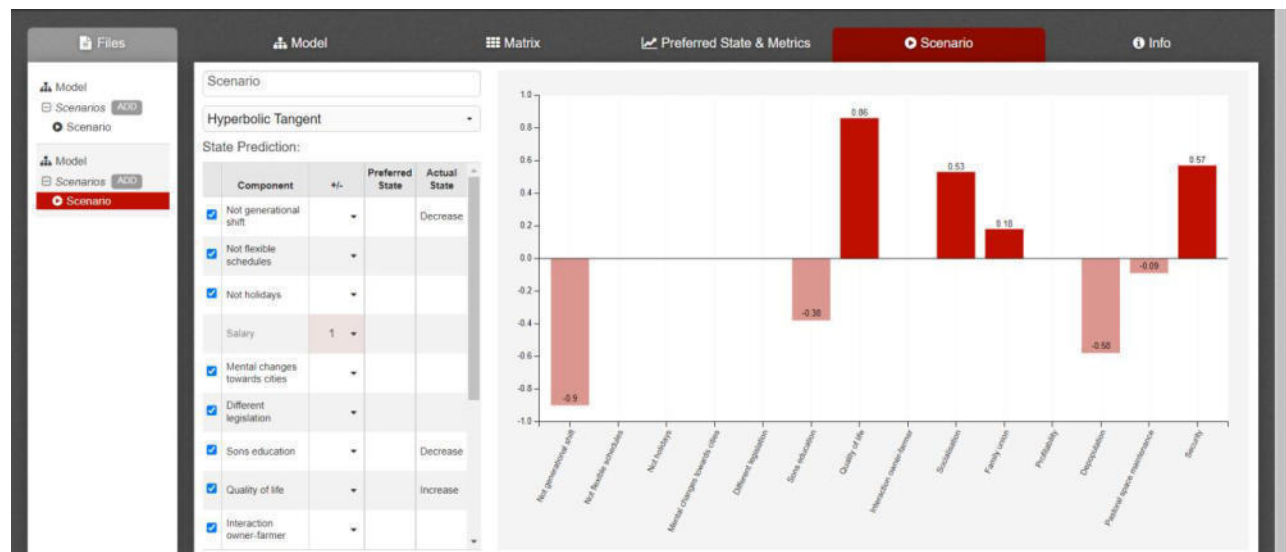 Files
Model
Matrix
Preferred State & Metrics
Scenario
Info
Model
Scenarios ADD
Scenario
Model
Scenarios ADD
Scenario
Scenario
Hyperbolic Tangent
State Prediction:
Component +/- Preferred State Actual State
Not generational shift Decrease
Not flexible schedules
Not holidays
Salary 1
Mental changes towards cities
Different legislation
Sons education Decrease
Quality of life Increase
Interaction owner-farmer
1.0
0.8
0.6
0.4
0.2
0.0
-0.2
-0.4
-0.6
-0.8
-1.0
-0.9
-0.38
0.86
0.53
0.18
-0.58
-0.09
0.57
Not generational shift
Not flexible schedules
Not holidays
Mental changes towards cities
Different legislation
Sons education
Quality of life
Interaction owner-farmer
Socialisation
Family union
Profitability
Depopulation
Pastoral space maintenance
Security